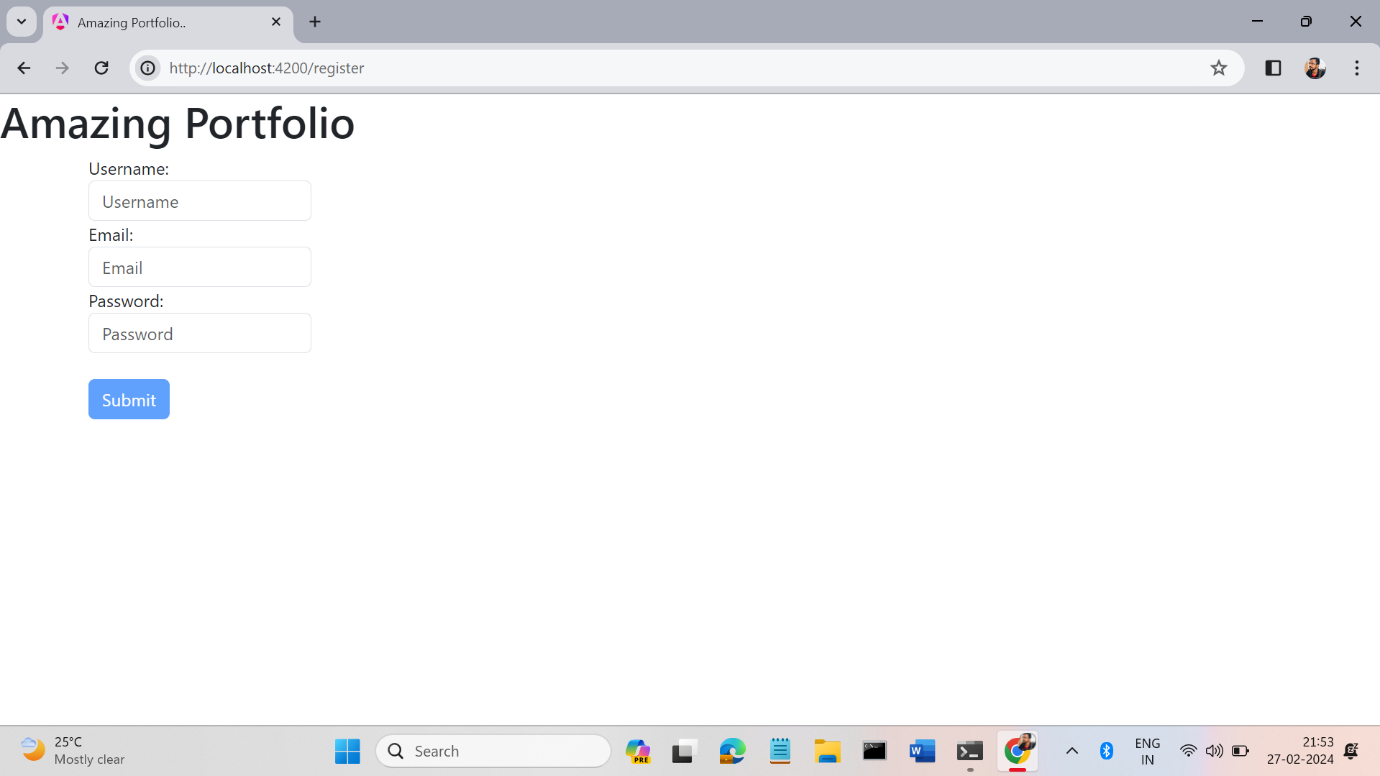 Amazing Portfolio..
http://localhost:4200/register
Amazing Portfolio
Username:
Username
Email:
Email
Password:
Password
Submit
25°C
Mostly clear
Search
PRE
ENG
IN
21:53
27-02-2024